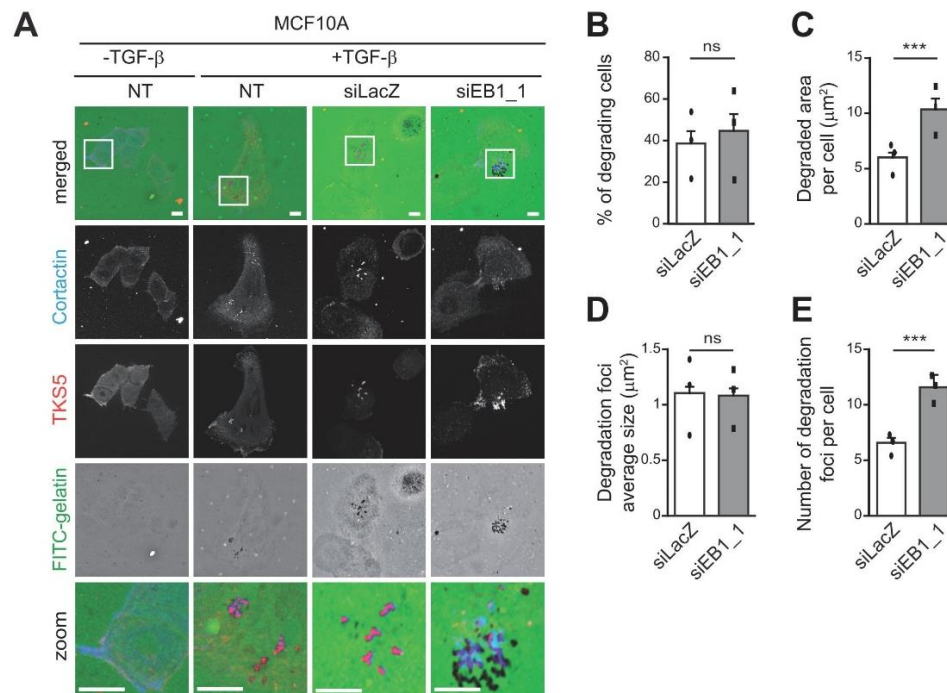 A
MCF10A
-TGF-β
+TGF-β
NT
NT
siLacZ
siEB1_1
merged
Cortactin
TKS5
FITC-gelatin
zoom
B
ns
% of degrading cells
80
60
40
20
0
siLacZ
siEB1_1
C
***
Degraded area
per cell (μm²)
15
10
5
0
siLacZ
siEB1_1
D
ns
Degradation foci
average size (μm²)
1.5
1
0.5
0
siLacZ
siEB1_1
E
***
Number of degradation
foci per cell
15
10
5
0
siLacZ
siEB1_1